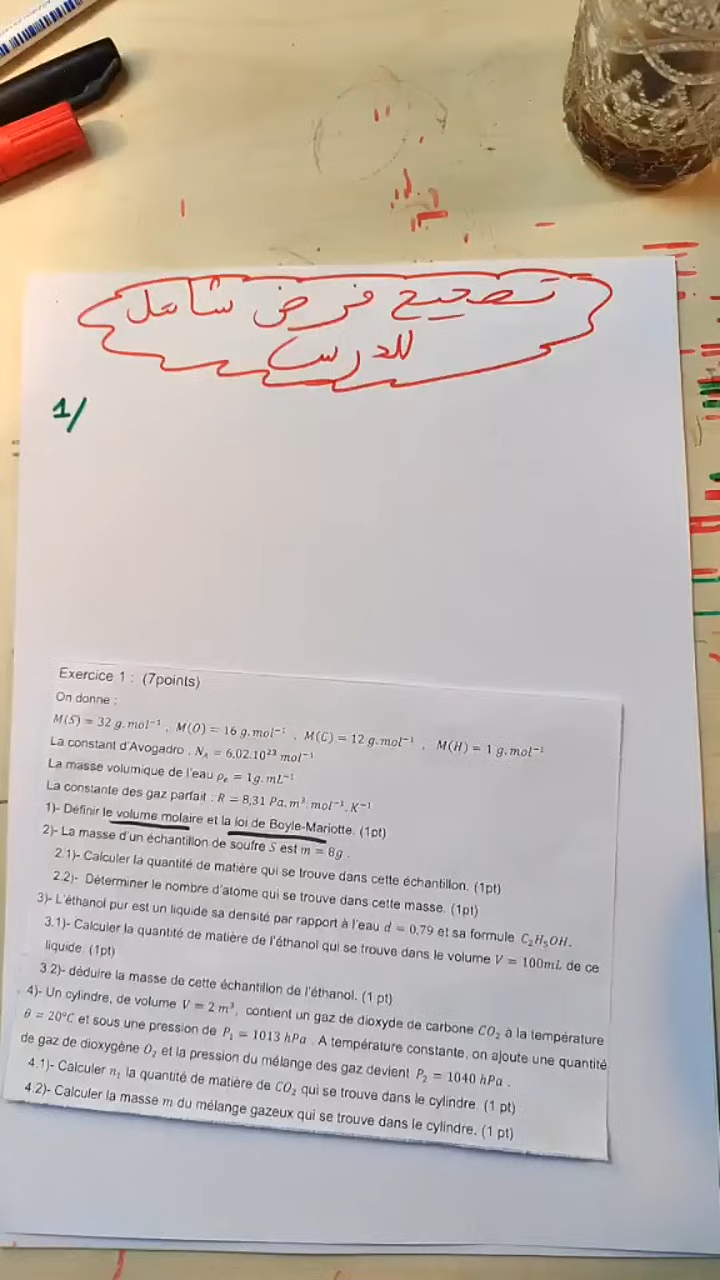 تصحيح فرض شامل
للدرس
1/
Exercice 1 : (7points)
On donne :
M(S) = 32 g.mol⁻¹ , M(O) = 16 g.mol⁻¹ , M(C) = 12 g.mol⁻¹ , M(H) = 1 g.mol⁻¹
La constant d'Avogadro : N_A = 6,02.10²³ mol⁻¹
La masse volumique de l'eau ρₑ = 1g.mL⁻¹
La constante des gaz parfait : R = 8,31 Pa.m³.mol⁻¹.K⁻¹
1)- Définir le volume molaire et la loi de Boyle-Mariotte. (1pt)
2)- La masse d'un échantillon de soufre S est m = 8g .
2.1)- Calculer la quantité de matière qui se trouve dans cette échantillon. (1pt)
2.2)- Déterminer le nombre d'atome qui se trouve dans cette masse. (1pt)
3)- L'éthanol pur est un liquide sa densité par rapport à l'eau d = 0.79 et sa formule C₂H₅OH.
3.1)- Calculer la quantité de matière de l'éthanol qui se trouve dans le volume V = 100mL de ce
liquide. (1pt)
3.2)- déduire la masse de cette échantillon de l'éthanol. (1 pt)
4)- Un cylindre, de volume V = 2 m³, contient un gaz de dioxyde de carbone CO₂ à la température
θ = 20°C et sous une pression de P₁ = 1013 hPa . A température constante, on ajoute une quantité
de gaz de dioxygène O₂ et la pression du mélange des gaz devient P₂ = 1040 hPa .
4.1)- Calculer n₁ la quantité de matière de CO₂ qui se trouve dans le cylindre. (1 pt)
4.2)- Calculer la masse m du mélange gazeux qui se trouve dans le cylindre. (1 pt)